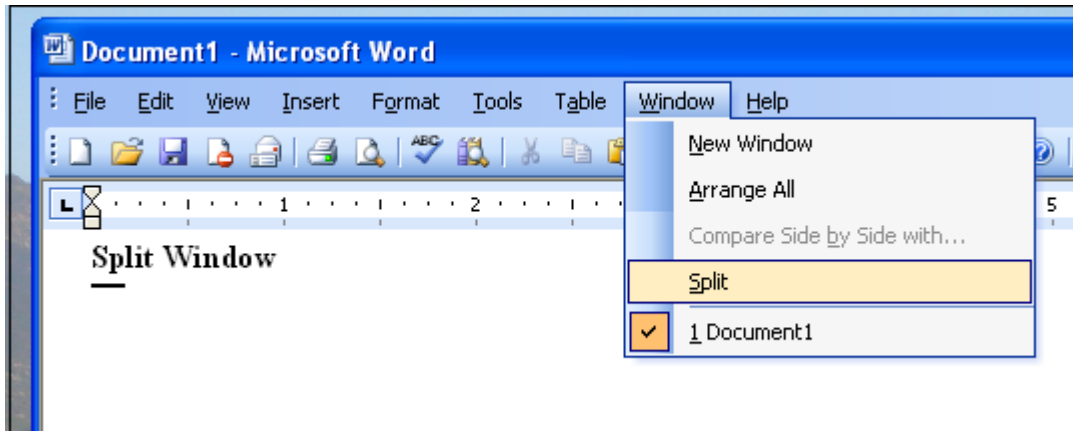 Document1 - Microsoft Word
File Edit View Insert Format Tools Table Window Help
ABC
New Window
Arrange All
Compare Side by Side with...
Split
1 Document1
L 1 2 5
Split Window